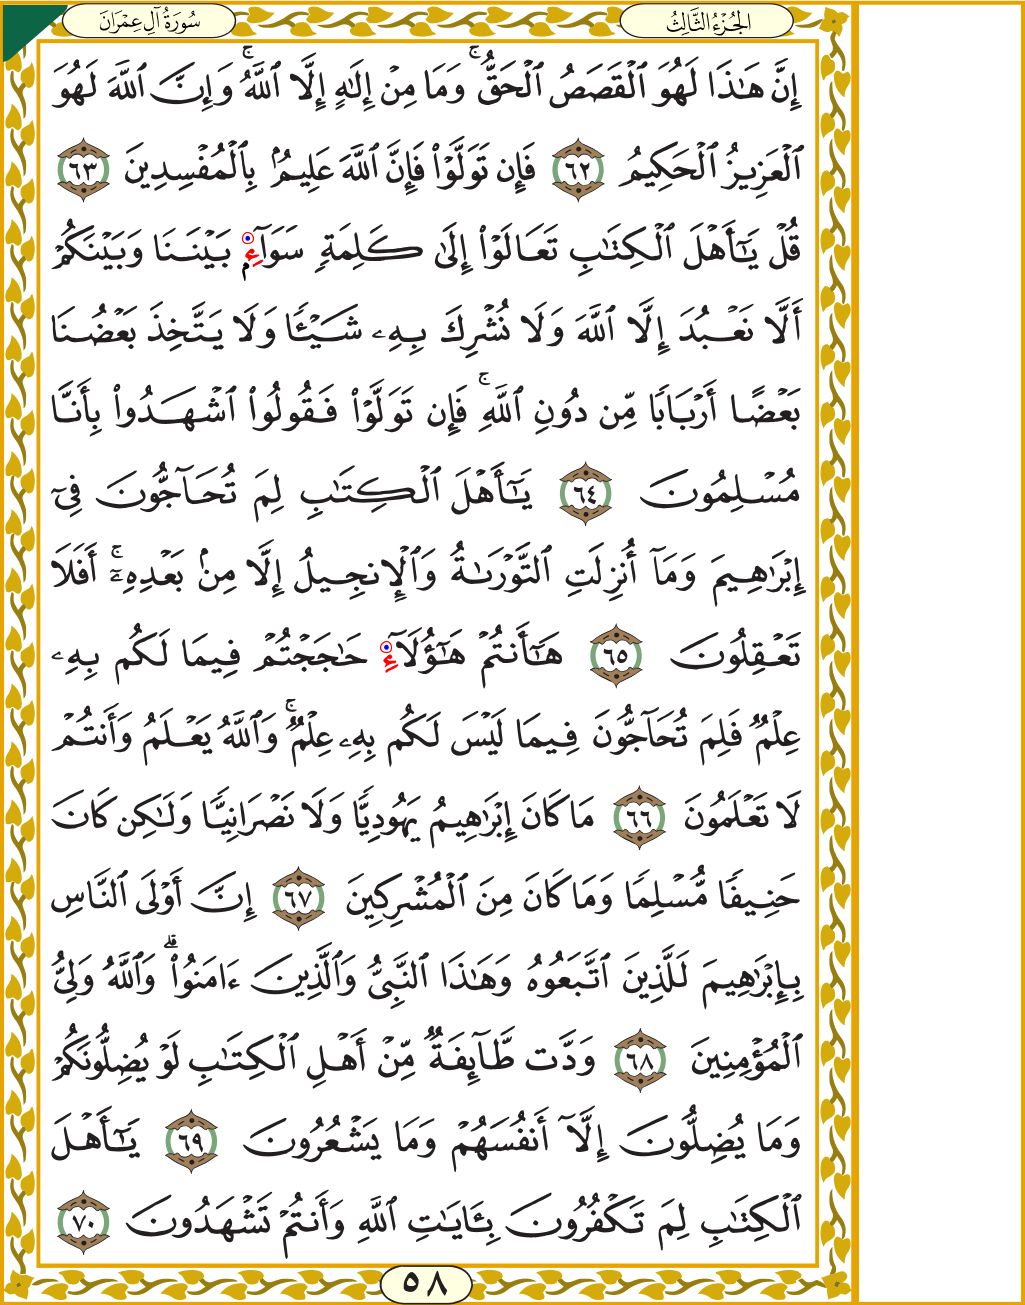 سُورَةُ آلِ عِمْرَانَ
الجُزْءُ الثَّالِثُ
إِنَّ هَـٰذَا لَهُوَ ٱلْقَصَصُ ٱلْحَقُّ ۚ وَمَا مِنْ إِلَـٰهٍ إِلَّا ٱللَّهُ ۚ وَإِنَّ ٱللَّهَ لَهُوَ
ٱلْعَزِيزُ ٱلْحَكِيمُ ٦٢ فَإِن تَوَلَّوْا۟ فَإِنَّ ٱللَّهَ عَلِيمٌۢ بِٱلْمُفْسِدِينَ ٦٣
قُلْ يَـٰٓأَهْلَ ٱلْكِتَـٰبِ تَعَالَوْا۟ إِلَىٰ كَلِمَةٍ سَوَآءٍۭ بَيْنَنَا وَبَيْنَكُمْ
أَلَّا نَعْبُدَ إِلَّا ٱللَّهَ وَلَا نُشْرِكَ بِهِۦ شَيْـًٔا وَلَا يَتَّخِذَ بَعْضُنَا
بَعْضًا أَرْبَابًا مِّن دُونِ ٱللَّهِ ۚ فَإِن تَوَلَّوْا۟ فَقُولُوا۟ ٱشْهَدُوا۟ بِأَنَّا
مُسْلِمُونَ ٦٤ يَـٰٓأَهْلَ ٱلْكِتَـٰبِ لِمَ تُحَآجُّونَ فِىٓ
إِبْرَٰهِيمَ وَمَآ أُنزِلَتِ ٱلتَّوْرَىٰةُ وَٱلْإِنجِيلُ إِلَّا مِنۢ بَعْدِهِۦٓ ۚ أَفَلَا
تَعْقِلُونَ ٦٥ هَـٰٓأَنتُمْ هَـٰٓؤُلَآءِ حَـٰجَجْتُمْ فِيمَا لَكُم بِهِۦ
عِلْمٌ فَلِمَ تُحَآجُّونَ فِيمَا لَيْسَ لَكُم بِهِۦ عِلْمٌ ۚ وَٱللَّهُ يَعْلَمُ وَأَنتُمْ
لَا تَعْلَمُونَ ٦٦ مَا كَانَ إِبْرَٰهِيمُ يَهُودِيًّا وَلَا نَصْرَانِيًّا وَلَـٰكِن كَانَ
حَنِيفًا مُّسْلِمًا وَمَا كَانَ مِنَ ٱلْمُشْرِكِينَ ٦٧ إِنَّ أَوْلَى ٱلنَّاسِ
بِإِبْرَٰهِيمَ لَلَّذِينَ ٱتَّبَعُوهُ وَهَـٰذَا ٱلنَّبِىُّ وَٱلَّذِينَ ءَامَنُوا۟ ۗ وَٱللَّهُ وَلِىُّ
ٱلْمُؤْمِنِينَ ٦٨ وَدَّت طَّآئِفَةٌ مِّنْ أَهْلِ ٱلْكِتَـٰبِ لَوْ يُضِلُّونَكُمْ
وَمَا يُضِلُّونَ إِلَّآ أَنفُسَهُمْ وَمَا يَشْعُرُونَ ٦٩ يَـٰٓأَهْلَ
ٱلْكِتَـٰبِ لِمَ تَكْفُرُونَ بِـَٔايَـٰتِ ٱللَّهِ وَأَنتُمْ تَشْهَدُونَ ٧٠
٥٨